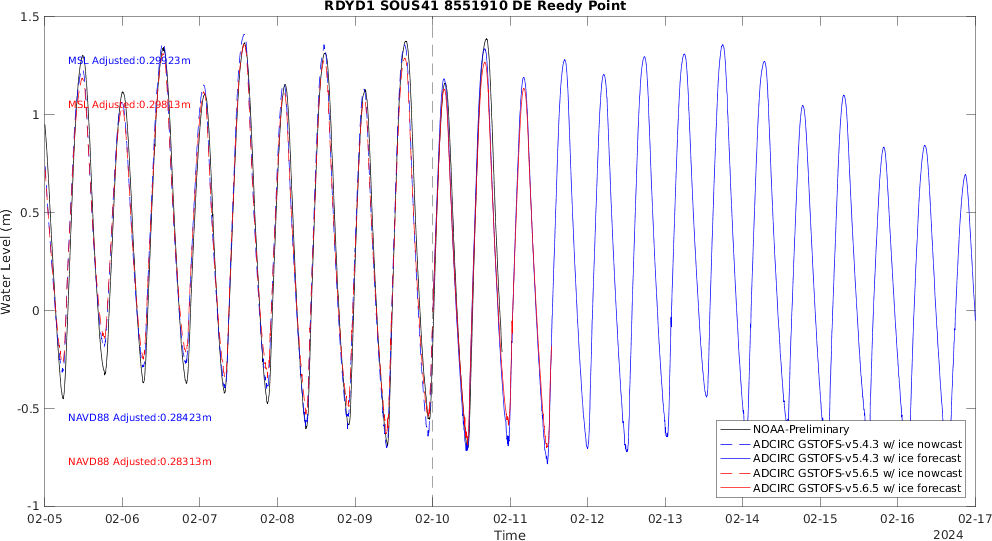 RDYD1 SOUS41 8551910 DE Reedy Point
1.5
1
0.5
0
-0.5
-1
Water Level (m)
MSL Adjusted:0.29923m
MSL Adjusted:0.29813m
NAVD88 Adjusted:0.28423m
NAVD88 Adjusted:0.28313m
NOAA-Preliminary
ADCIRC GSTOFS-v5.4.3 w/ ice nowcast
ADCIRC GSTOFS-v5.4.3 w/ ice forecast
ADCIRC GSTOFS-v5.6.5 w/ ice nowcast
ADCIRC GSTOFS-v5.6.5 w/ ice forecast
02-05 02-06 02-07 02-08 02-09 02-10 02-11 02-12 02-13 02-14 02-15 02-16 02-17
Time
2024